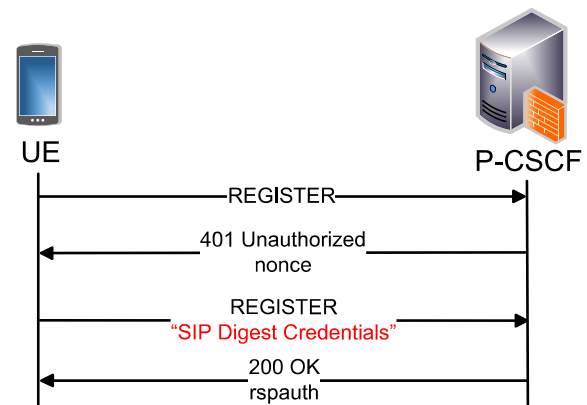 UE
P-CSCF
REGISTER
401 Unauthorized
nonce
REGISTER
“SIP Digest Credentials”
200 OK
rspauth